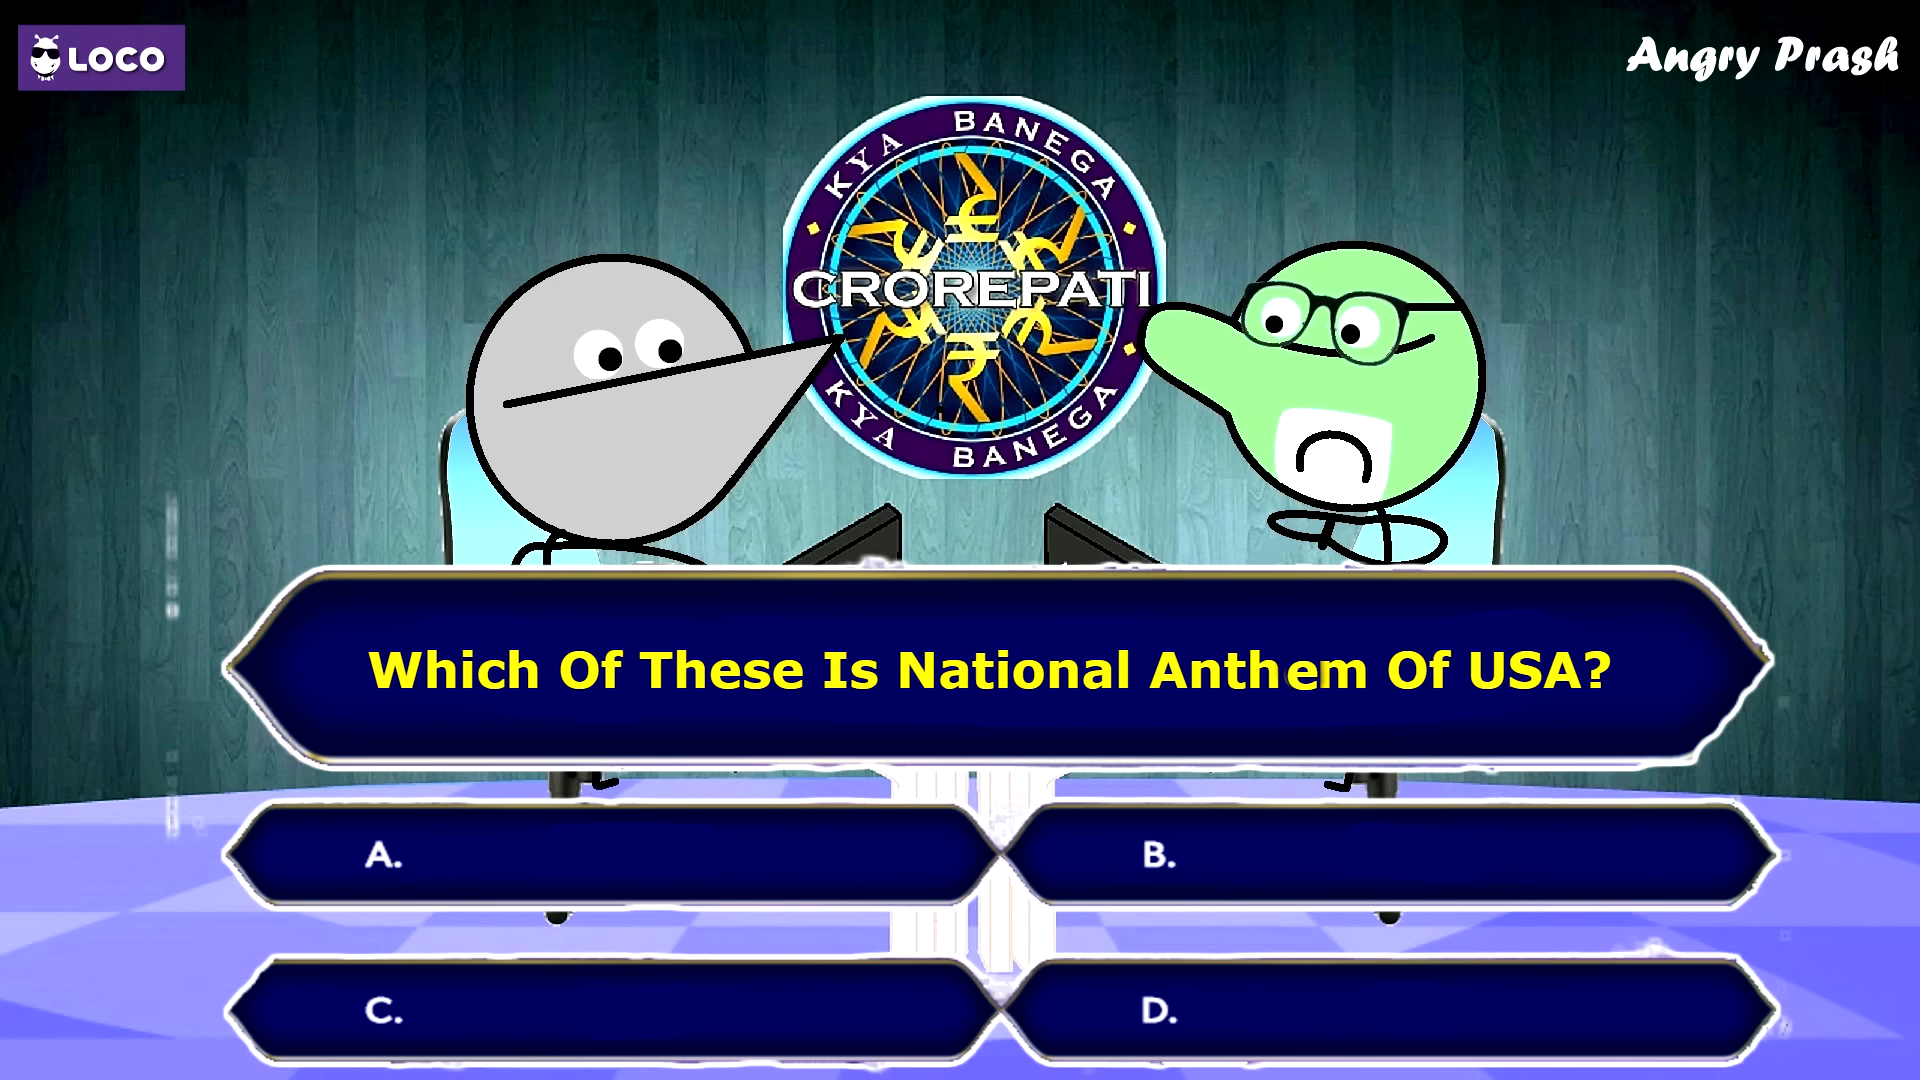 LOCO
Angry Prash
KYA BANEGA
CROREPATI
KYA BANEGA
Which Of These Is National Anthem Of USA?
A.
B.
C.
D.